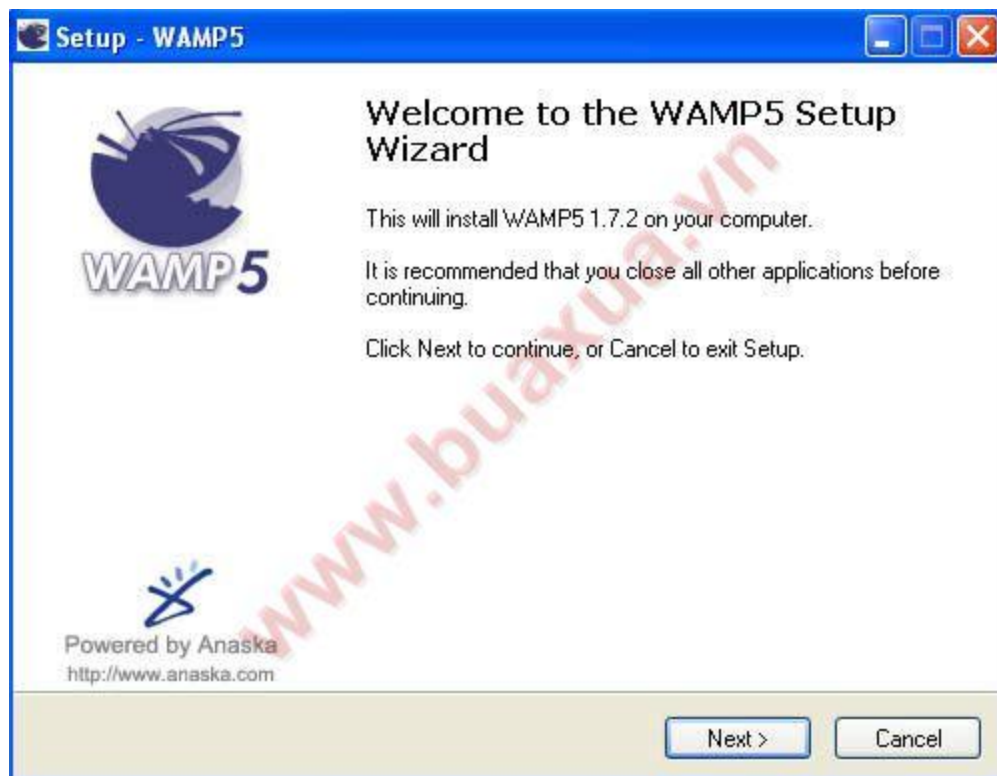 Setup - WAMP5
Welcome to the WAMP5 Setup
Wizard
This will install WAMP5 1.7.2 on your computer.
It is recommended that you close all other applications before
continuing.
Click Next to continue, or Cancel to exit Setup.
WAMP5
www.buaxua.vn
Powered by Anaska
http://www.anaska.com
Next >
Cancel